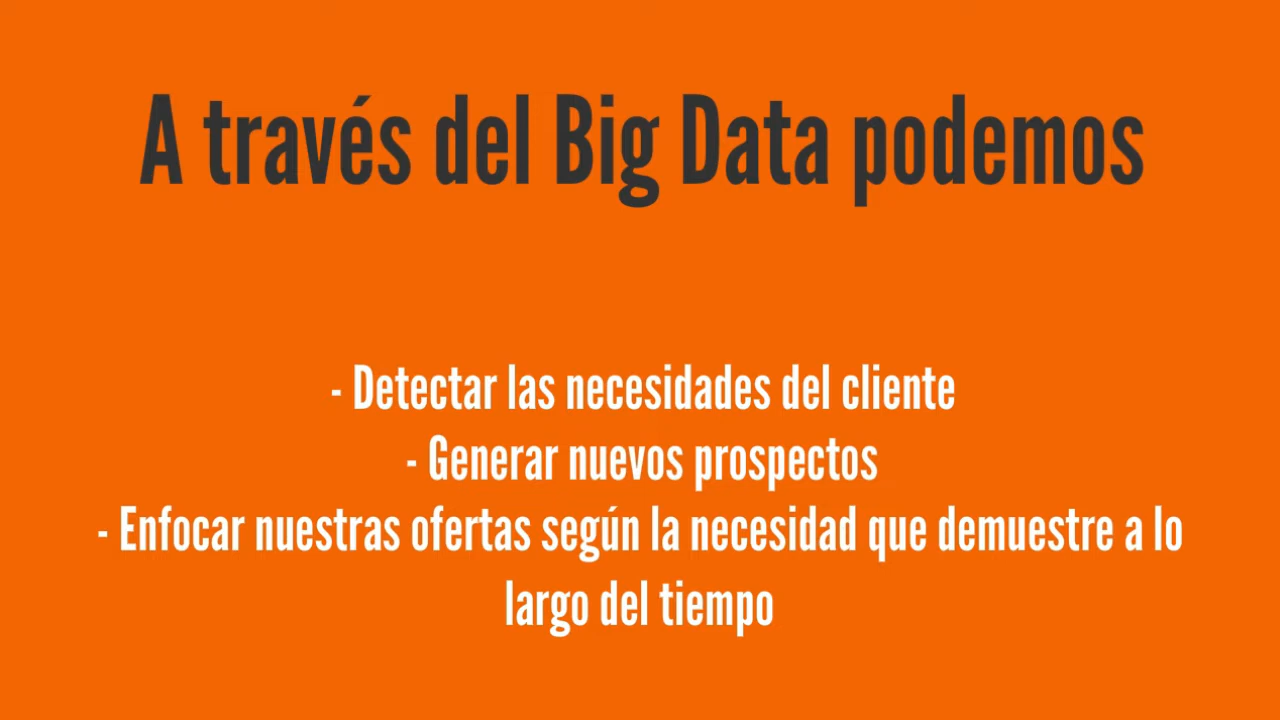 A través del Big Data podemos
- Detectar las necesidades del cliente
- Generar nuevos prospectos
- Enfocar nuestras ofertas según la necesidad que demuestre a lo
largo del tiempo